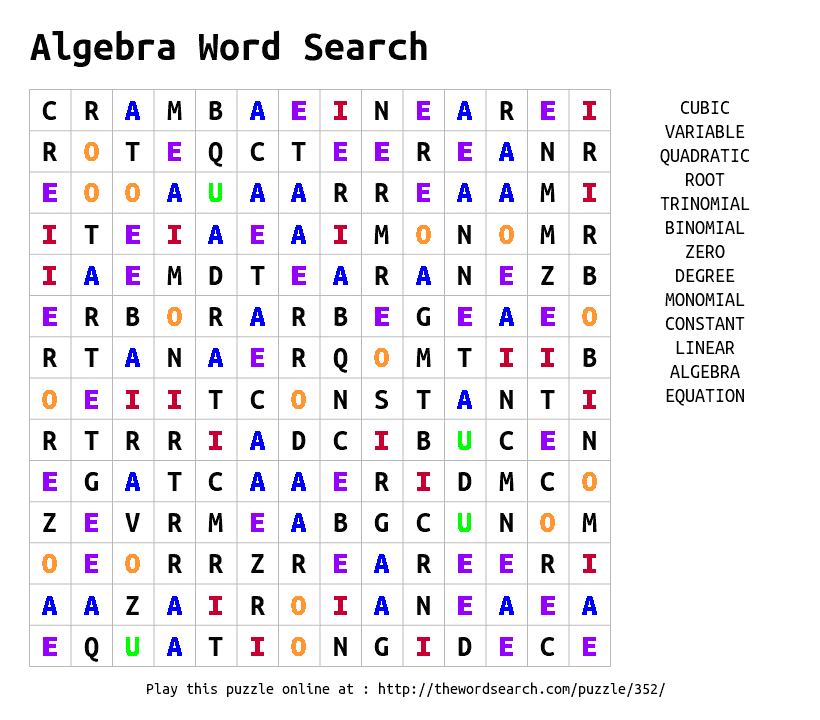 Algebra Word Search
C R A M B A E I N E A R E I
R O T E Q C T E E R E A N R
E O O A U A A R R E A A M I
I T E I A E A I M O N O M R
I A E M D T E A R A N E Z B
E R B O R A R B E G E A E O
R T A N A E R Q O M T I I B
O E I I T C O N S T A N T I
R T R R I A D C I B U C E N
E G A T C A A E R I D M C O
Z E V R M E A B G C U N O M
O E O R R Z R E A R E E R I
A A Z A I R O I A N E A E A
E Q U A T I O N G I D E C E
CUBIC
VARIABLE
QUADRATIC
ROOT
TRINOMIAL
BINOMIAL
ZERO
DEGREE
MONOMIAL
CONSTANT
LINEAR
ALGEBRA
EQUATION
Play this puzzle online at : http://thewordsearch.com/puzzle/352/